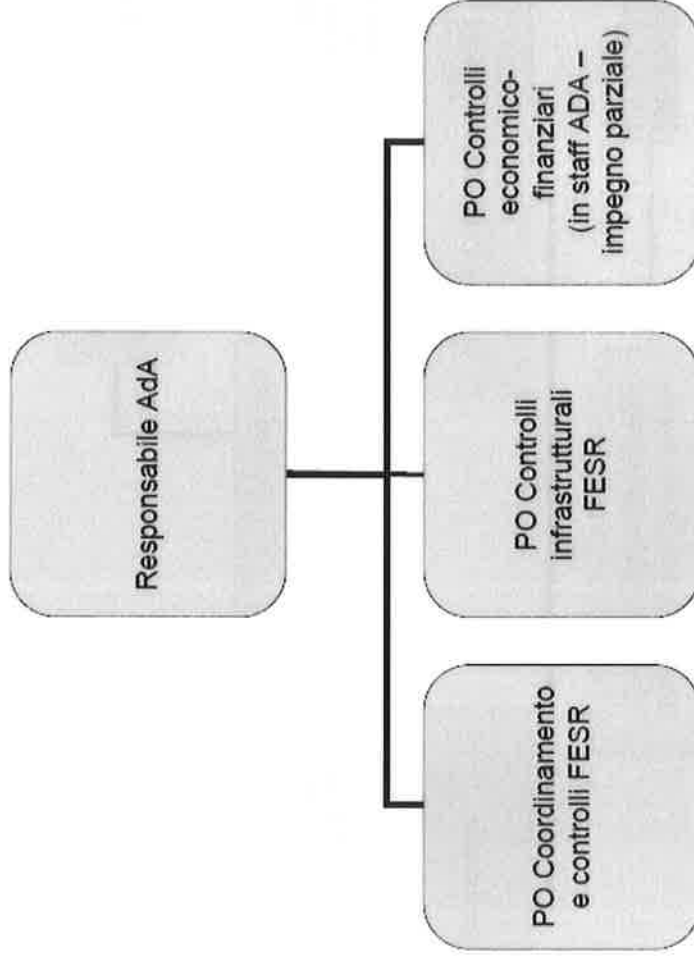 Responsabile AdA
PO Coordinamento
e controlli FESR
PO Controlli
infrastrutturali
FESR
PO Controlli
economico-
finanziari
(in staff ADA –
impegno parziale)